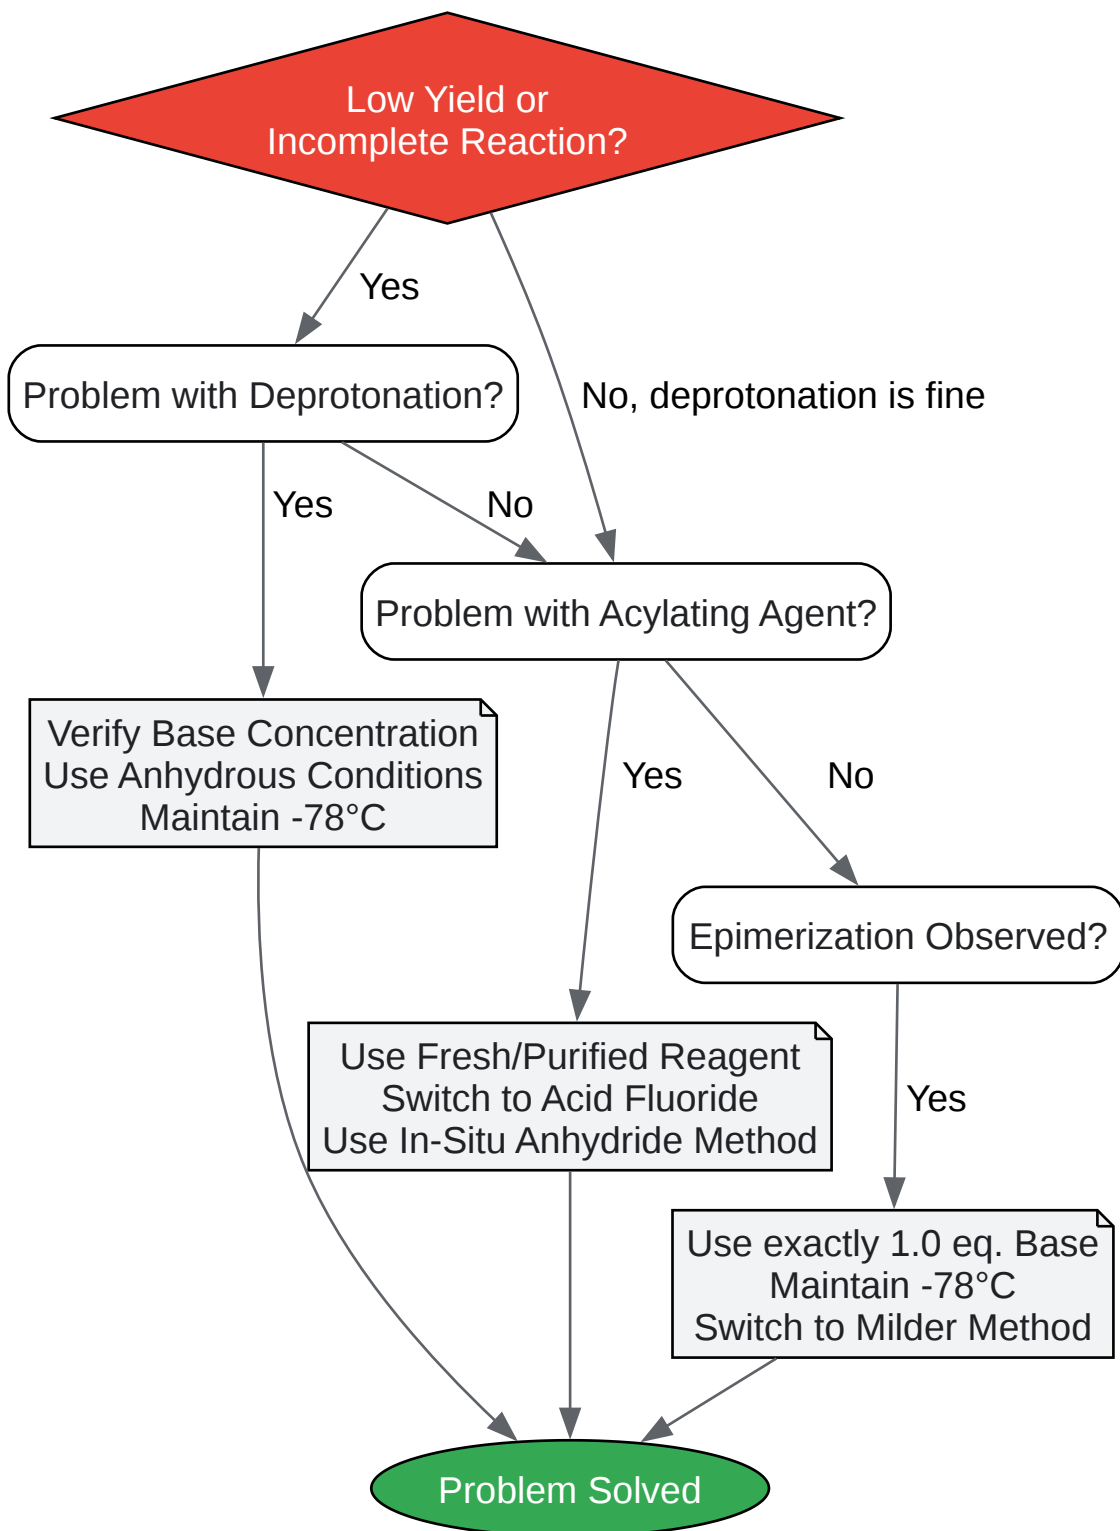 Low Yield or
Incomplete Reaction?
Yes
Problem with Deprotonation?
No, deprotonation is fine
Yes
No
Problem with Acylating Agent?
Verify Base Concentration
Use Anhydrous Conditions
Maintain -78°C
Yes
No
Epimerization Observed?
Use Fresh/Purified Reagent
Switch to Acid Fluoride
Use In-Situ Anhydride Method
Yes
Use exactly 1.0 eq. Base
Maintain -78°C
Switch to Milder Method
Problem Solved